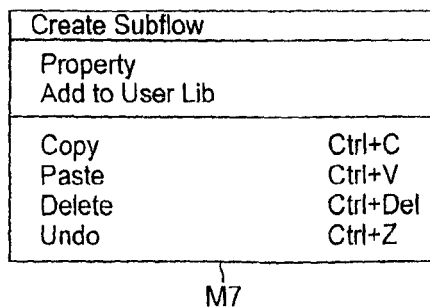 Create Subflow
Property
Add to User Lib
Copy Ctrl+C
Paste Ctrl+V
Delete Ctrl+Del
Undo Ctrl+Z
M7